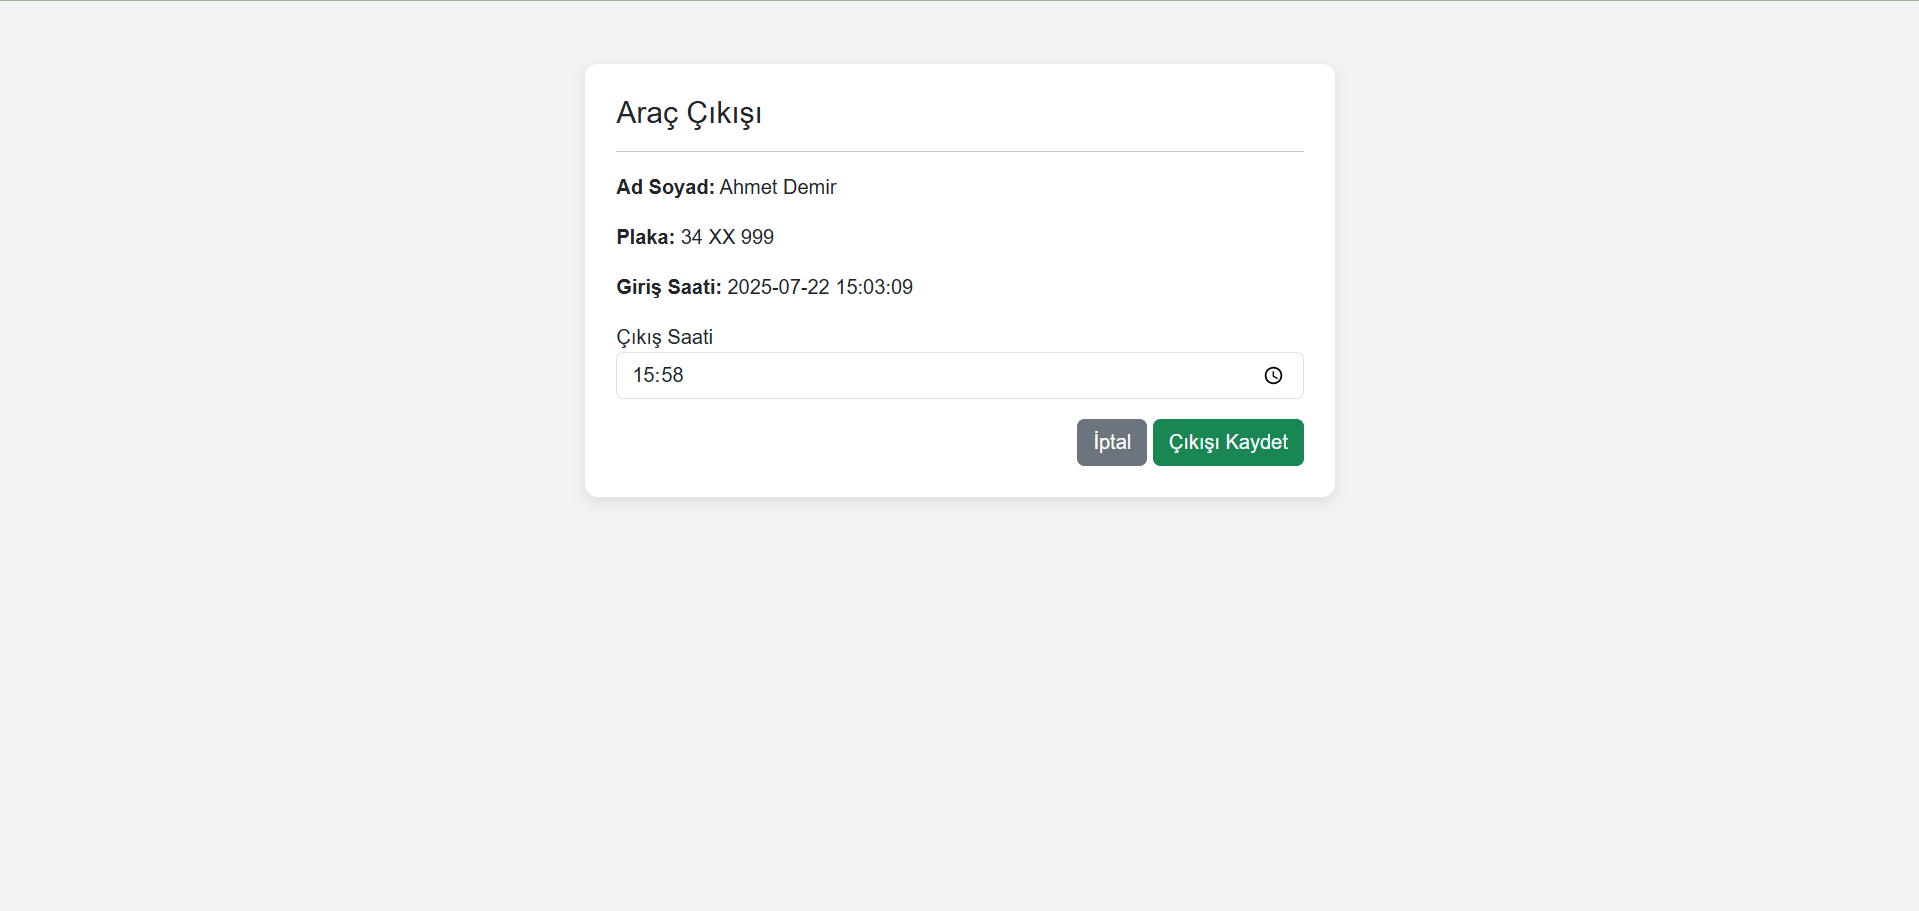 Araç Çıkışı
Ad Soyad: Ahmet Demir
Plaka: 34 XX 999
Giriş Saati: 2025-07-22 15:03:09
Çıkış Saati
15:58
İptal
Çıkışı Kaydet